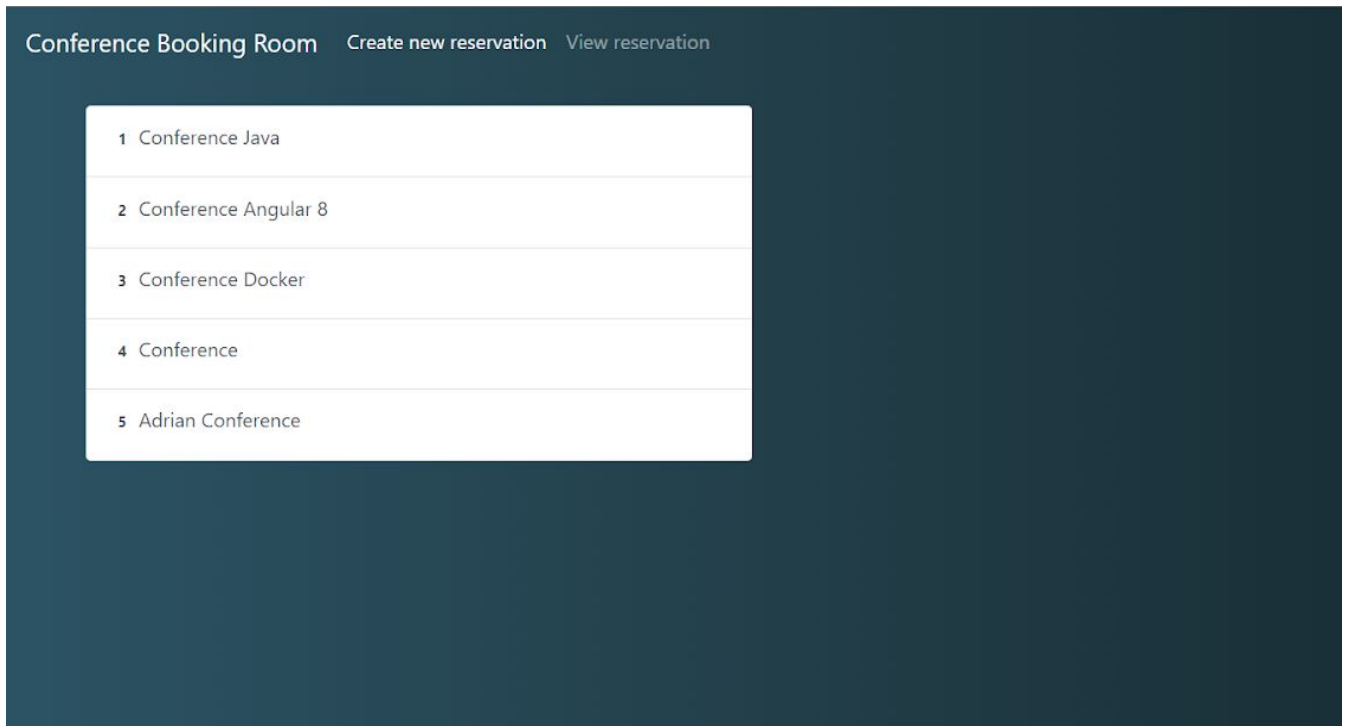 Conference Booking Room Create new reservation View reservation
1 Conference Java
2 Conference Angular 8
3 Conference Docker
4 Conference
5 Adrian Conference